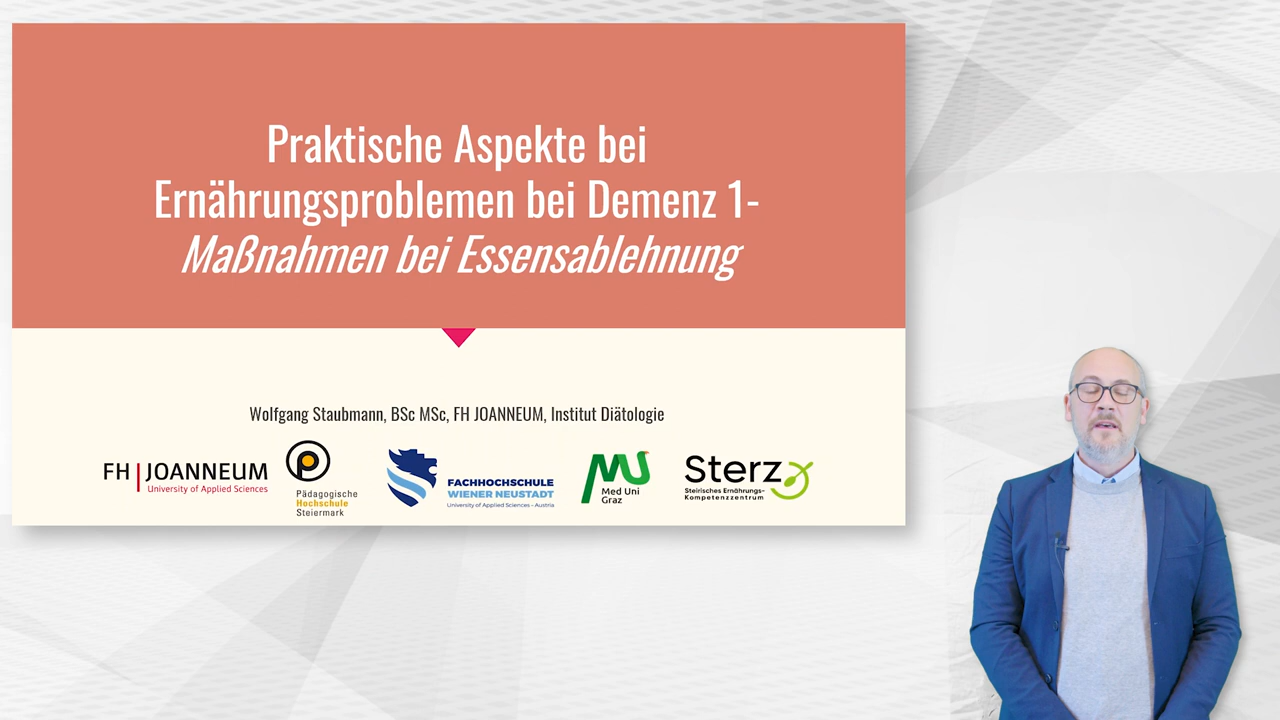 Praktische Aspekte bei
Ernährungsproblemen bei Demenz 1-
Maßnahmen bei Essensablehnung
Wolfgang Staubmann, BSc MSc, FH JOANNEUM, Institut Diätologie
FH JOANNEUM
University of Applied Sciences
Pädagogische
Hochschule
Steiermark
FACHHOCHSCHULE
WIENER NEUSTADT
University of Applied Sciences - Austria
MU
Med Uni
Graz
Sterz
Steirisches Ernährungs-
Kompetenzzentrum